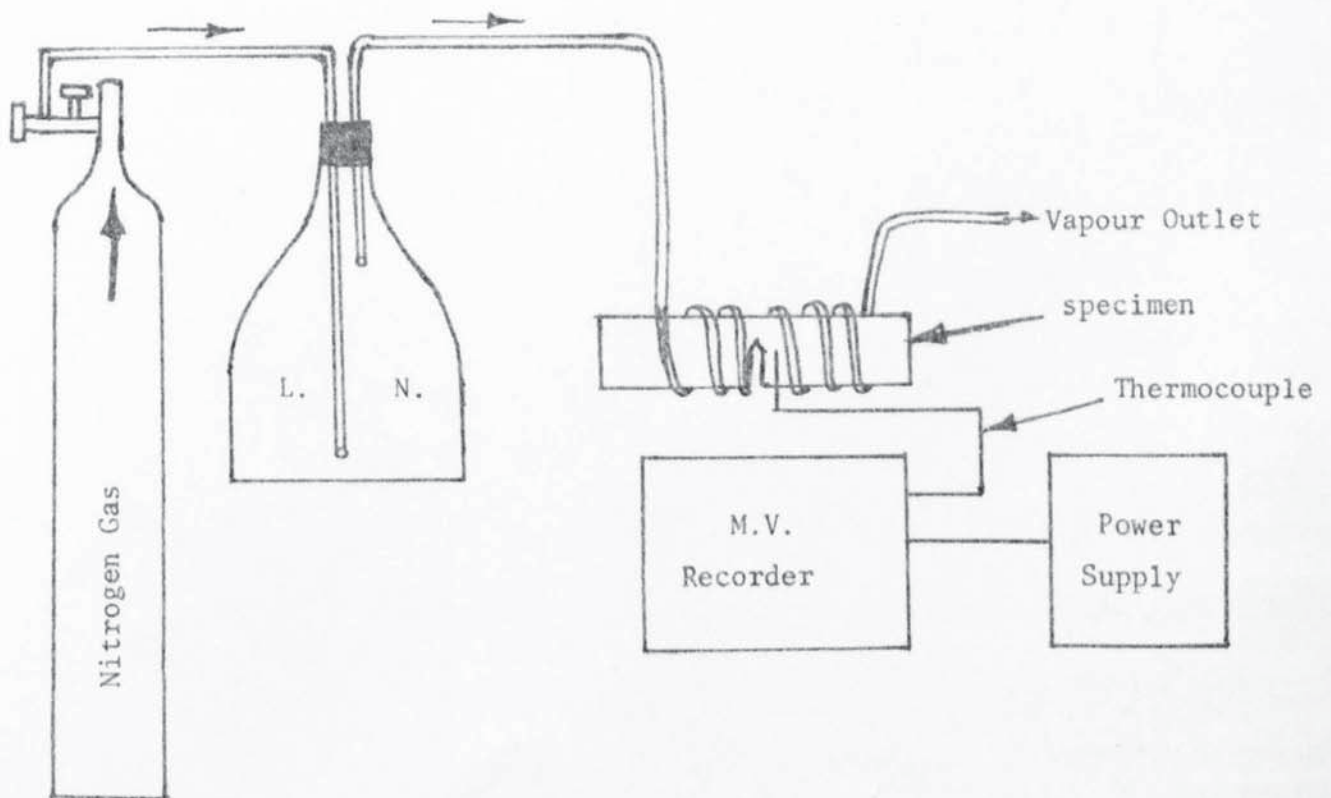 Vapour Outlet
specimen
Thermocouple
L. N.
Nitrogen Gas
M.V.
Recorder
Power
Supply